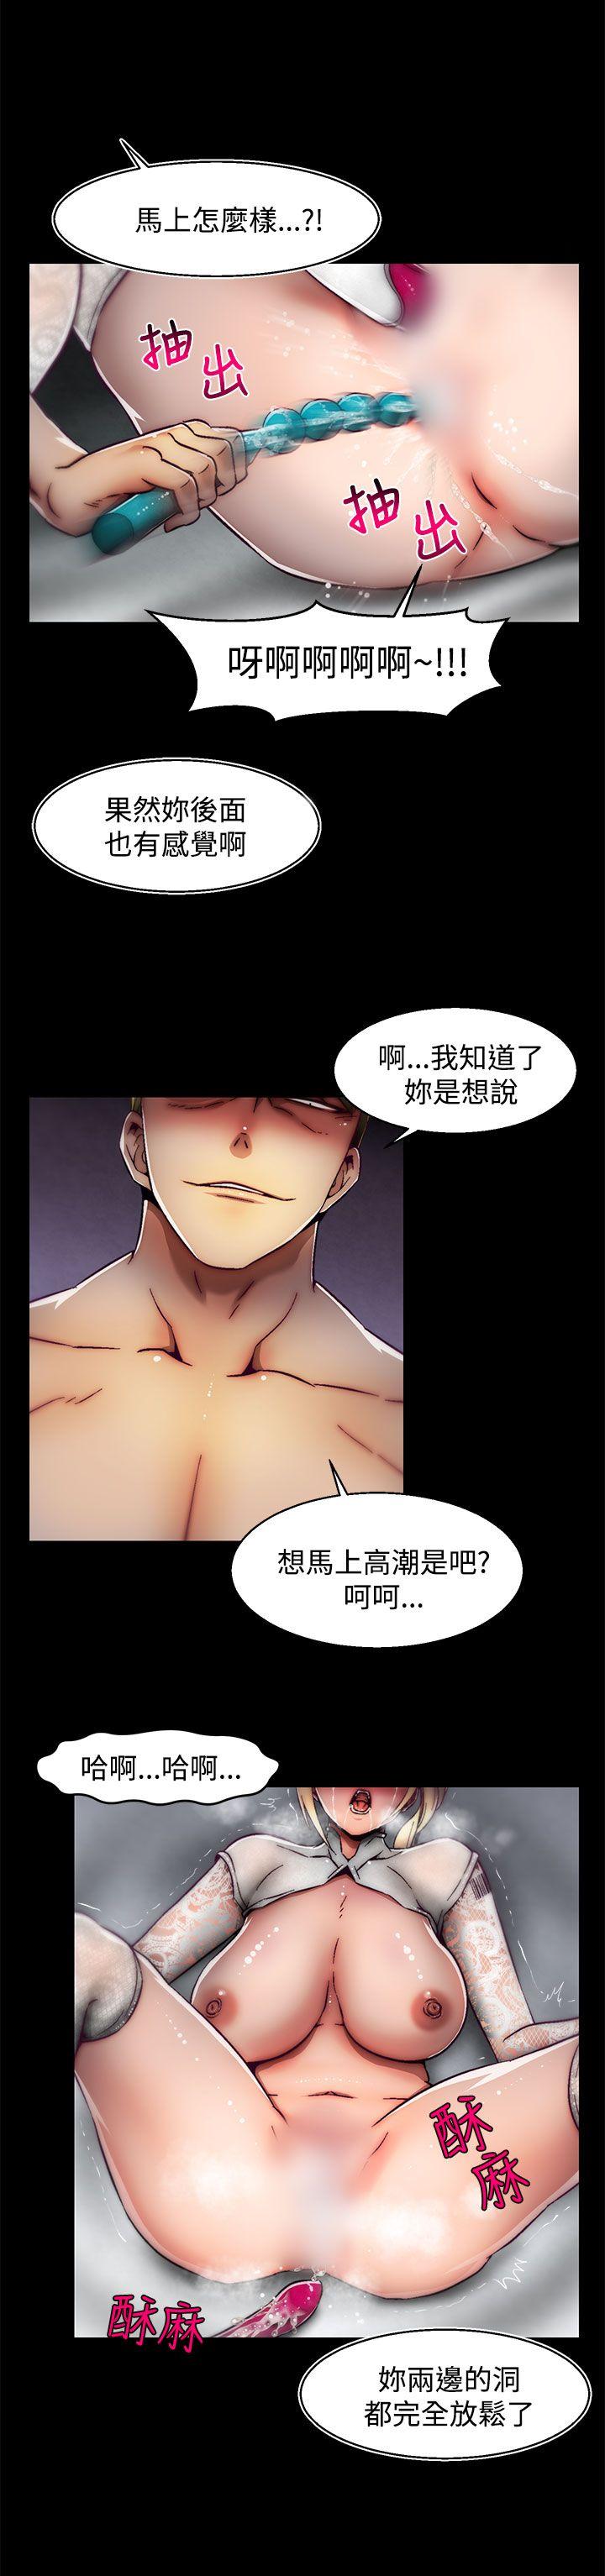 馬上怎麼樣...?!
抽出
抽出
呀啊啊啊啊~!!!
果然妳後面
也有感覺啊
啊...我知道了
妳是想說
想馬上高潮是吧?
呵呵...
哈啊...哈啊...
酥麻
酥麻
妳兩邊的洞
都完全放鬆了